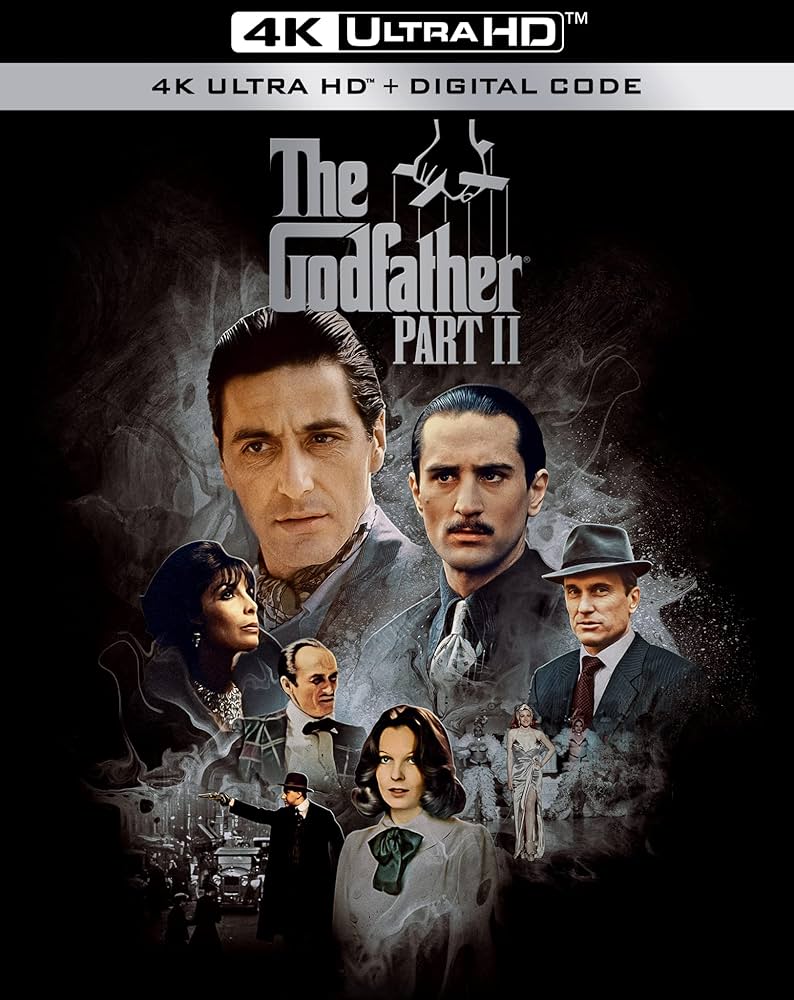 4K ULTRA HD™
4K ULTRA HD™ + DIGITAL CODE
The
Godfather®
PART II